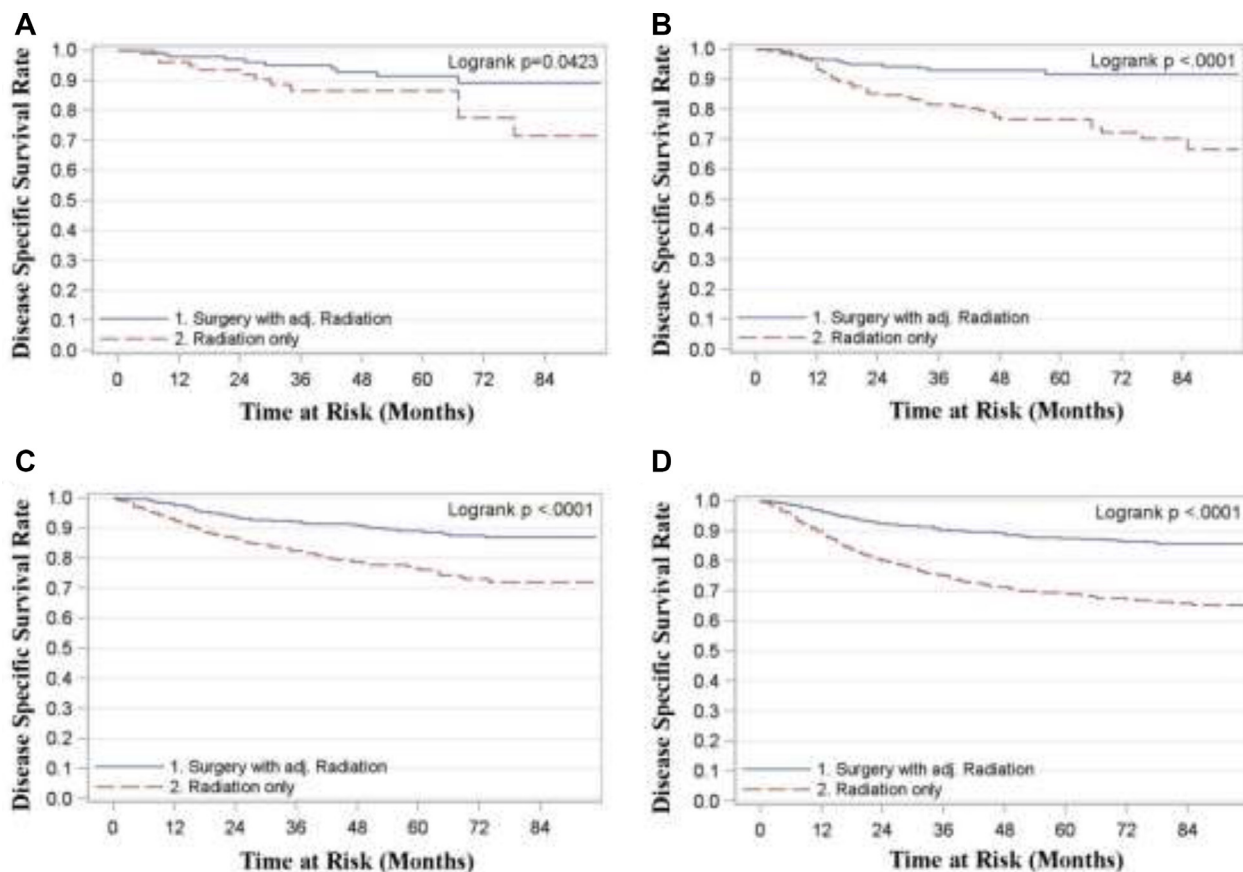 A
Disease Specific Survival Rate
1.0
0.9
0.8
0.7
0.6
0.5
0.4
0.3
0.2
0.1
0.0
Logrank p=0.0423
1. Surgery with adj. Radiation
2. Radiation only
0 12 24 36 48 60 72 84
Time at Risk (Months)
B
Disease Specific Survival Rate
1.0
0.9
0.8
0.7
0.6
0.5
0.4
0.3
0.2
0.1
0.0
Logrank p <.0001
1. Surgery with adj. Radiation
2. Radiation only
0 12 24 36 48 60 72 84
Time at Risk (Months)
C
Disease Specific Survival Rate
1.0
0.9
0.8
0.7
0.6
0.5
0.4
0.3
0.2
0.1
0.0
Logrank p <.0001
1. Surgery with adj. Radiation
2. Radiation only
0 12 24 36 48 60 72 84
Time at Risk (Months)
D
Disease Specific Survival Rate
1.0
0.9
0.8
0.7
0.6
0.5
0.4
0.3
0.2
0.1
0.0
Logrank p <.0001
1. Surgery with adj. Radiation
2. Radiation only
0 12 24 36 48 60 72 84
Time at Risk (Months)